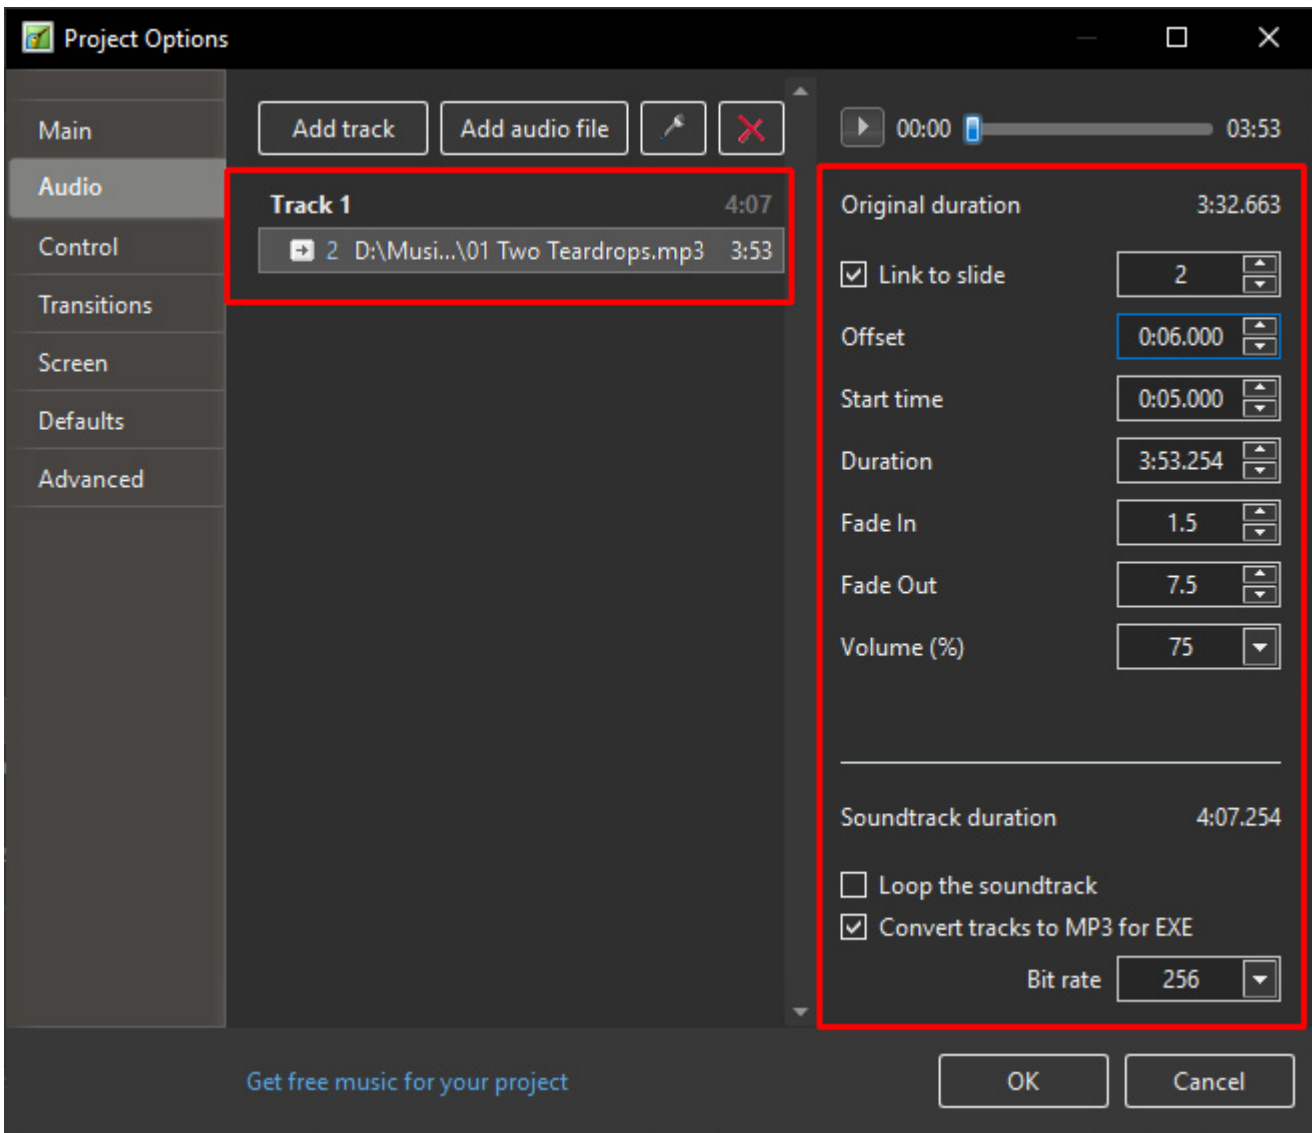 Project Options
Main
Audio
Control
Transitions
Screen
Defaults
Advanced
Add track Add audio file
Track 1 4:07
2 D:\Musi...\01 Two Teardrops.mp3 3:53
00:00 03:53
Original duration 3:32.663
Link to slide 2
Offset 0:06.000
Start time 0:05.000
Duration 3:53.254
Fade In 1.5
Fade Out 7.5
Volume (%) 75
Soundtrack duration 4:07.254
Loop the soundtrack
Convert tracks to MP3 for EXE
Bit rate 256
Get free music for your project
OK Cancel